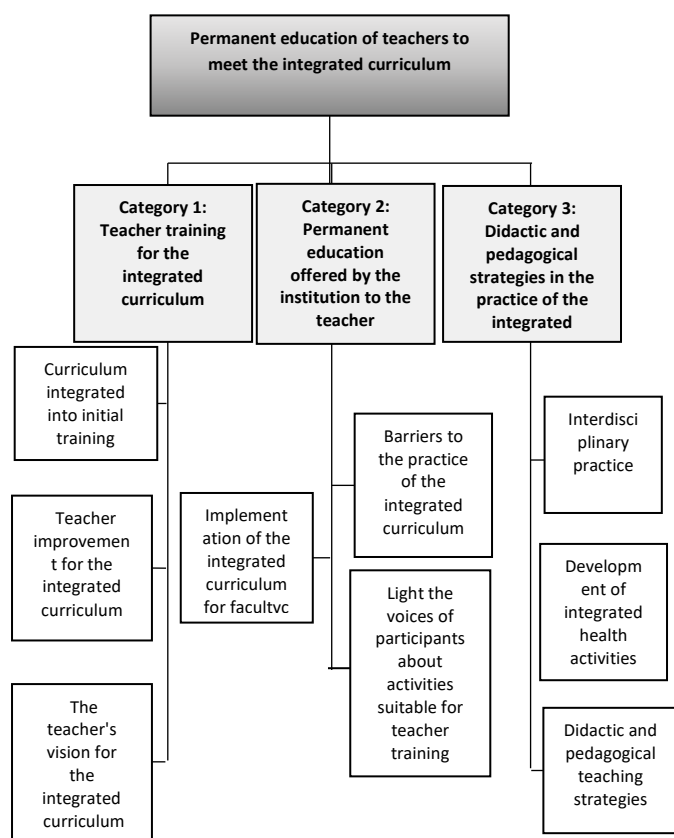 Permanent education of teachers to
meet the integrated curriculum
Category 1:
Teacher training
for the
integrated
curriculum
Category 2:
Permanent
education
offered by the
institution to the
teacher
Category 3:
Didactic and
pedagogical
strategies in the
practice of the
integrated
Curriculum
integrated
into initial
training
Teacher
improvemen
t for the
integrated
curriculum
The
teacher's
vision for the
integrated
curriculum
Implement
ation of the
integrated
curriculum
for facultvc
Barriers to
the practice
of the
integrated
curriculum
Light the
voices of
participants
about
activities
suitable for
teacher
training
Interdisci
plinary
practice
Developm
ent of
integrated
health
activities
Didactic and
pedagogical
teaching
strategies